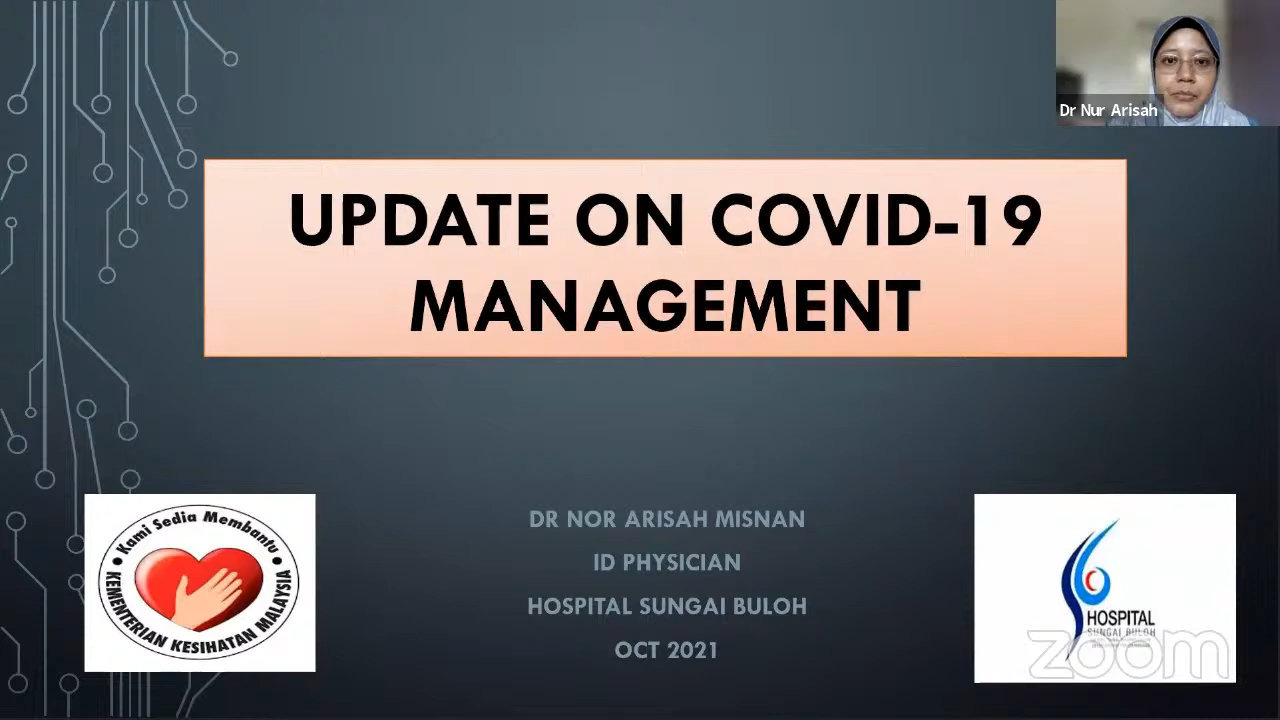 Dr Nur Arisah
UPDATE ON COVID-19
MANAGEMENT
DR NOR ARISAH MISNAN
ID PHYSICIAN
HOSPITAL SUNGAI BULOH
OCT 2021
Kami Sedia Membantu
KEMENTERIAN KESIHATAN MALAYSIA
HOSPITAL
SUNGAI BULOH
zoom